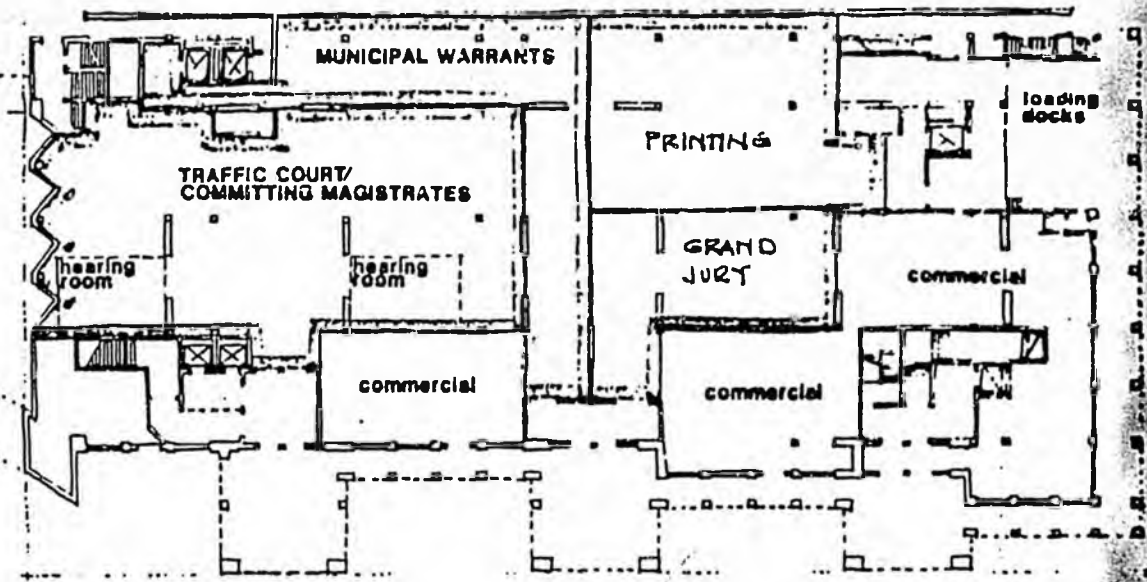 MUNICIPAL WARRANTS
loading
docks
PRINTING
TRAFFIC COURT/
COMMITTING MAGISTRATES
GRAND
JURY
hearing
room
hearing
room
commercial
commercial
commercial